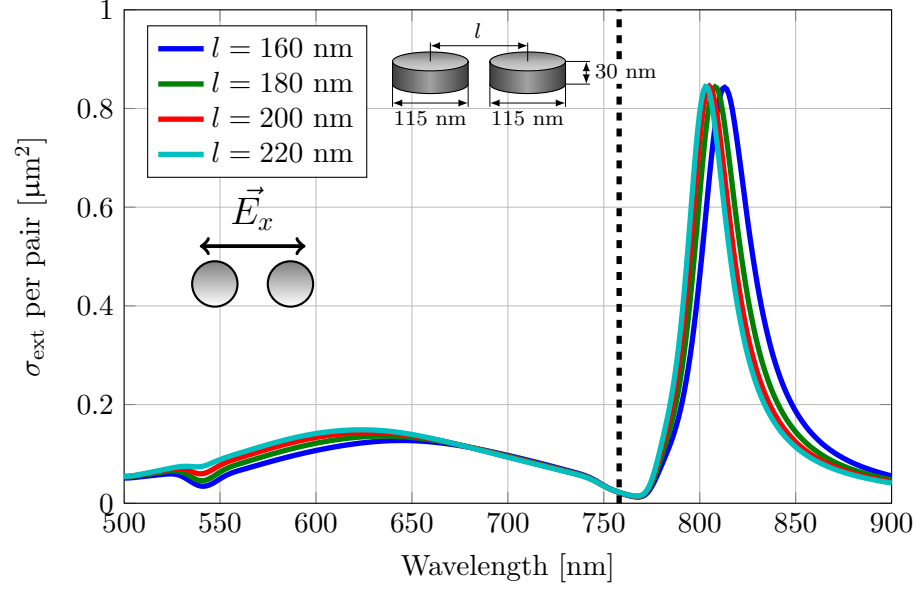 1
0.8
0.6
0.4
0.2
0
σext per pair [µm²]
l = 160 nm
l = 180 nm
l = 200 nm
l = 220 nm
l
30 nm
115 nm 115 nm
E⃗x
500 550 600 650 700 750 800 850 900
Wavelength [nm]